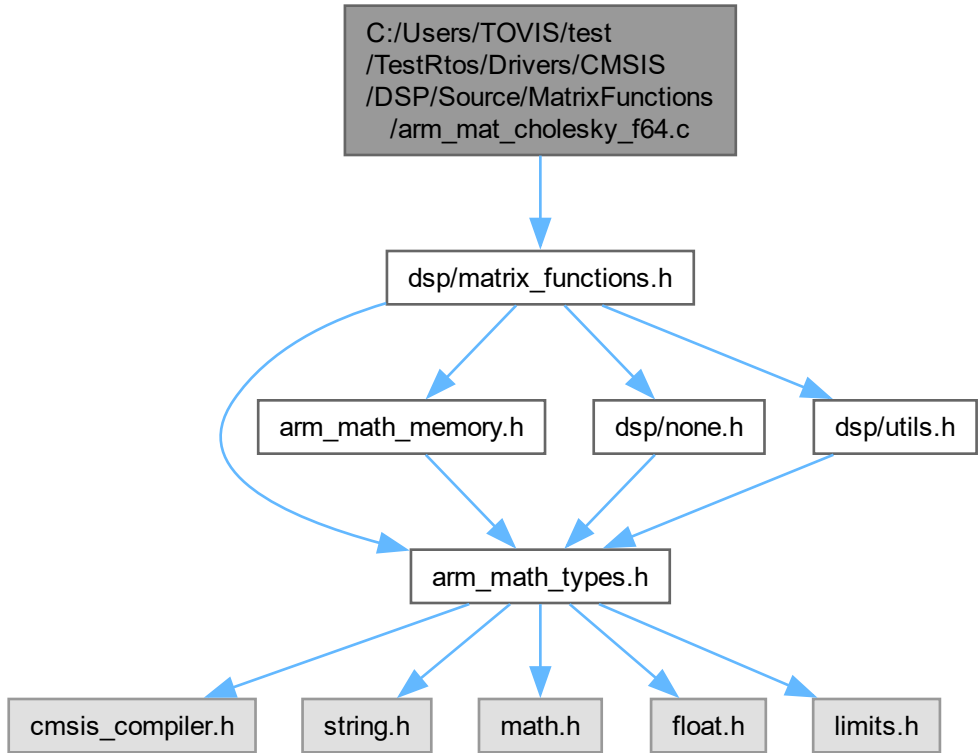 C:/Users/TOVIS/test
/TestRtos/Drivers/CMSIS
/DSP/Source/MatrixFunctions
/arm_mat_cholesky_f64.c
dsp/matrix_functions.h
arm_math_memory.h
dsp/none.h
dsp/utils.h
arm_math_types.h
cmsis_compiler.h
string.h
math.h
float.h
limits.h